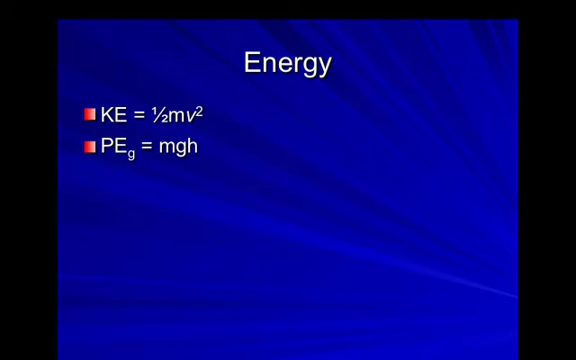 Energy
KE = ½mv²
PEg = mgh